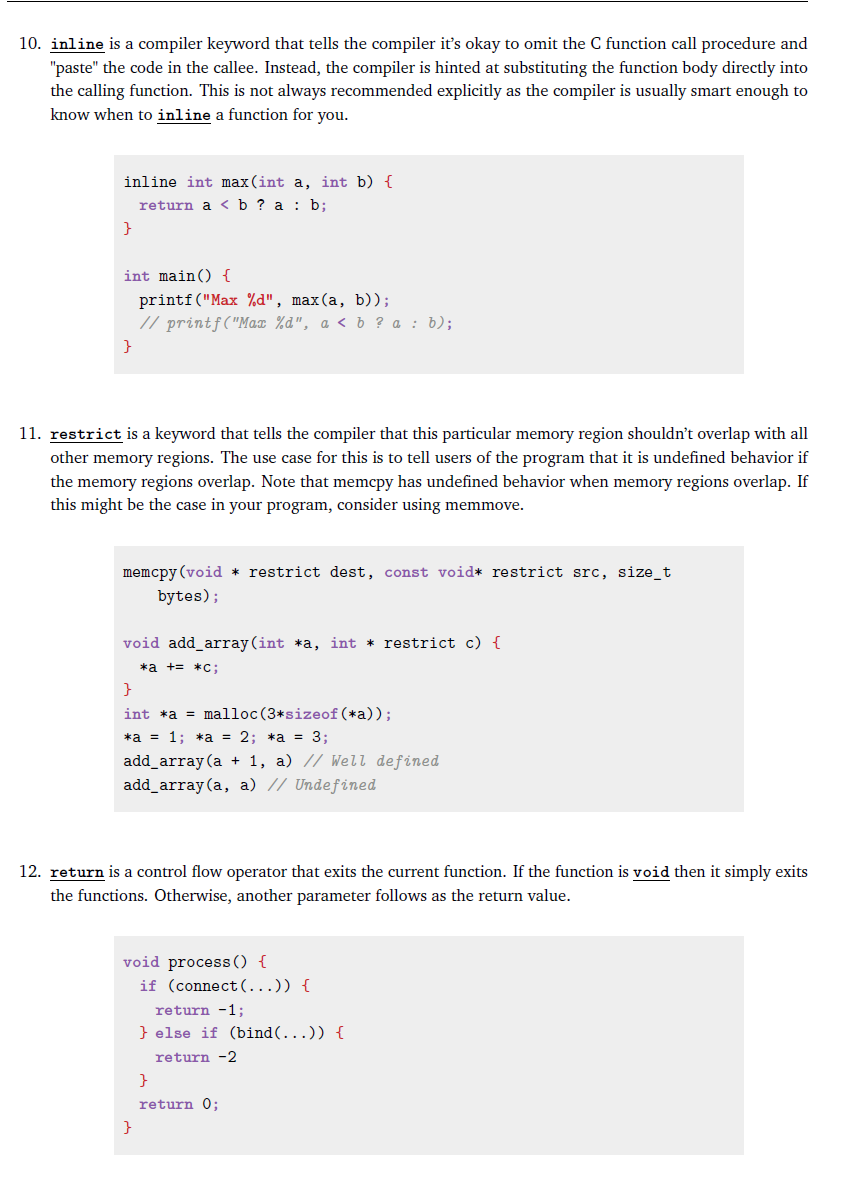 10. inline is a compiler keyword that tells the compiler it's okay to omit the C function call procedure and
"paste" the code in the callee. Instead, the compiler is hinted at substituting the function body directly into
the calling function. This is not always recommended explicitly as the compiler is usually smart enough to
know when to inline a function for you.
inline int max(int a, int b) {
return a < b ? a : b;
}
int main() {
printf("Max %d", max(a, b));
// printf("Max %d", a < b ? a : b);
}
11. restrict is a keyword that tells the compiler that this particular memory region shouldn't overlap with all
other memory regions. The use case for this is to tell users of the program that it is undefined behavior if
the memory regions overlap. Note that memcpy has undefined behavior when memory regions overlap. If
this might be the case in your program, consider using memmove.
memcpy(void * restrict dest, const void* restrict src, size_t
bytes);
void add_array(int *a, int * restrict c) {
*a += *c;
}
int *a = malloc(3*sizeof(*a));
*a = 1; *a = 2; *a = 3;
add_array(a + 1, a) // Well defined
add_array(a, a) // Undefined
12. return is a control flow operator that exits the current function. If the function is void then it simply exits
the functions. Otherwise, another parameter follows as the return value.
void process() {
if (connect(...)) {
return -1;
} else if (bind(...)) {
return -2
}
return 0;
}